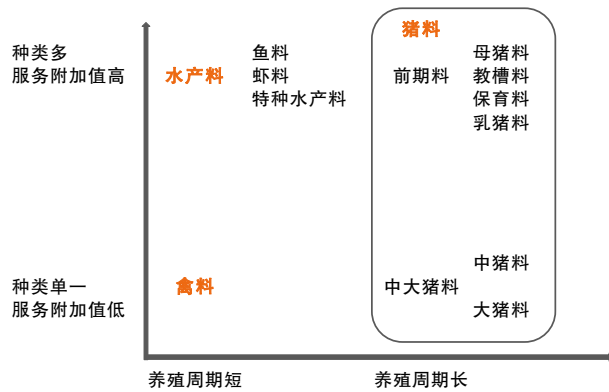 猪料
种类多
服务附加值高
水产料
鱼料
虾料
特种水产料
前期料
母猪料
教槽料
保育料
乳猪料
种类单一
服务附加值低
禽料
中大猪料
中猪料
大猪料
养殖周期短
养殖周期长